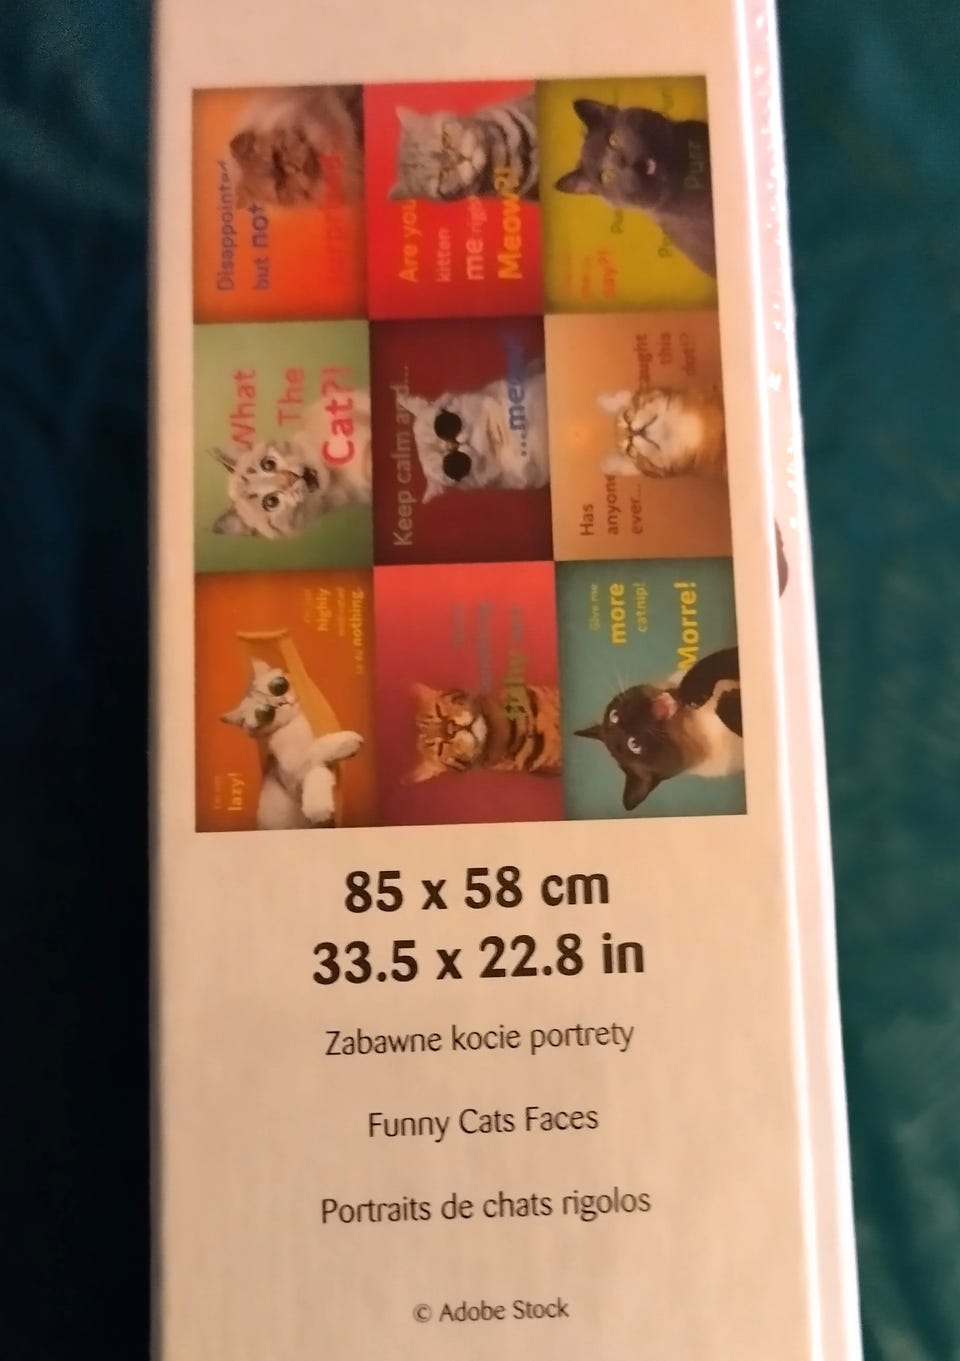 Disappointed
but not
Are you
kitten
me right
Meow?!
Purr
say?!
What
The
Cat?!
Keep calm and...
Has
anyone
ever...
caught
this
dot!?
lazy!
highly
nothing.
Give me
more
catnip!
Morre!
85 x 58 cm
33.5 x 22.8 in
Zabawne kocie portrety
Funny Cats Faces
Portraits de chats rigolos
© Adobe Stock